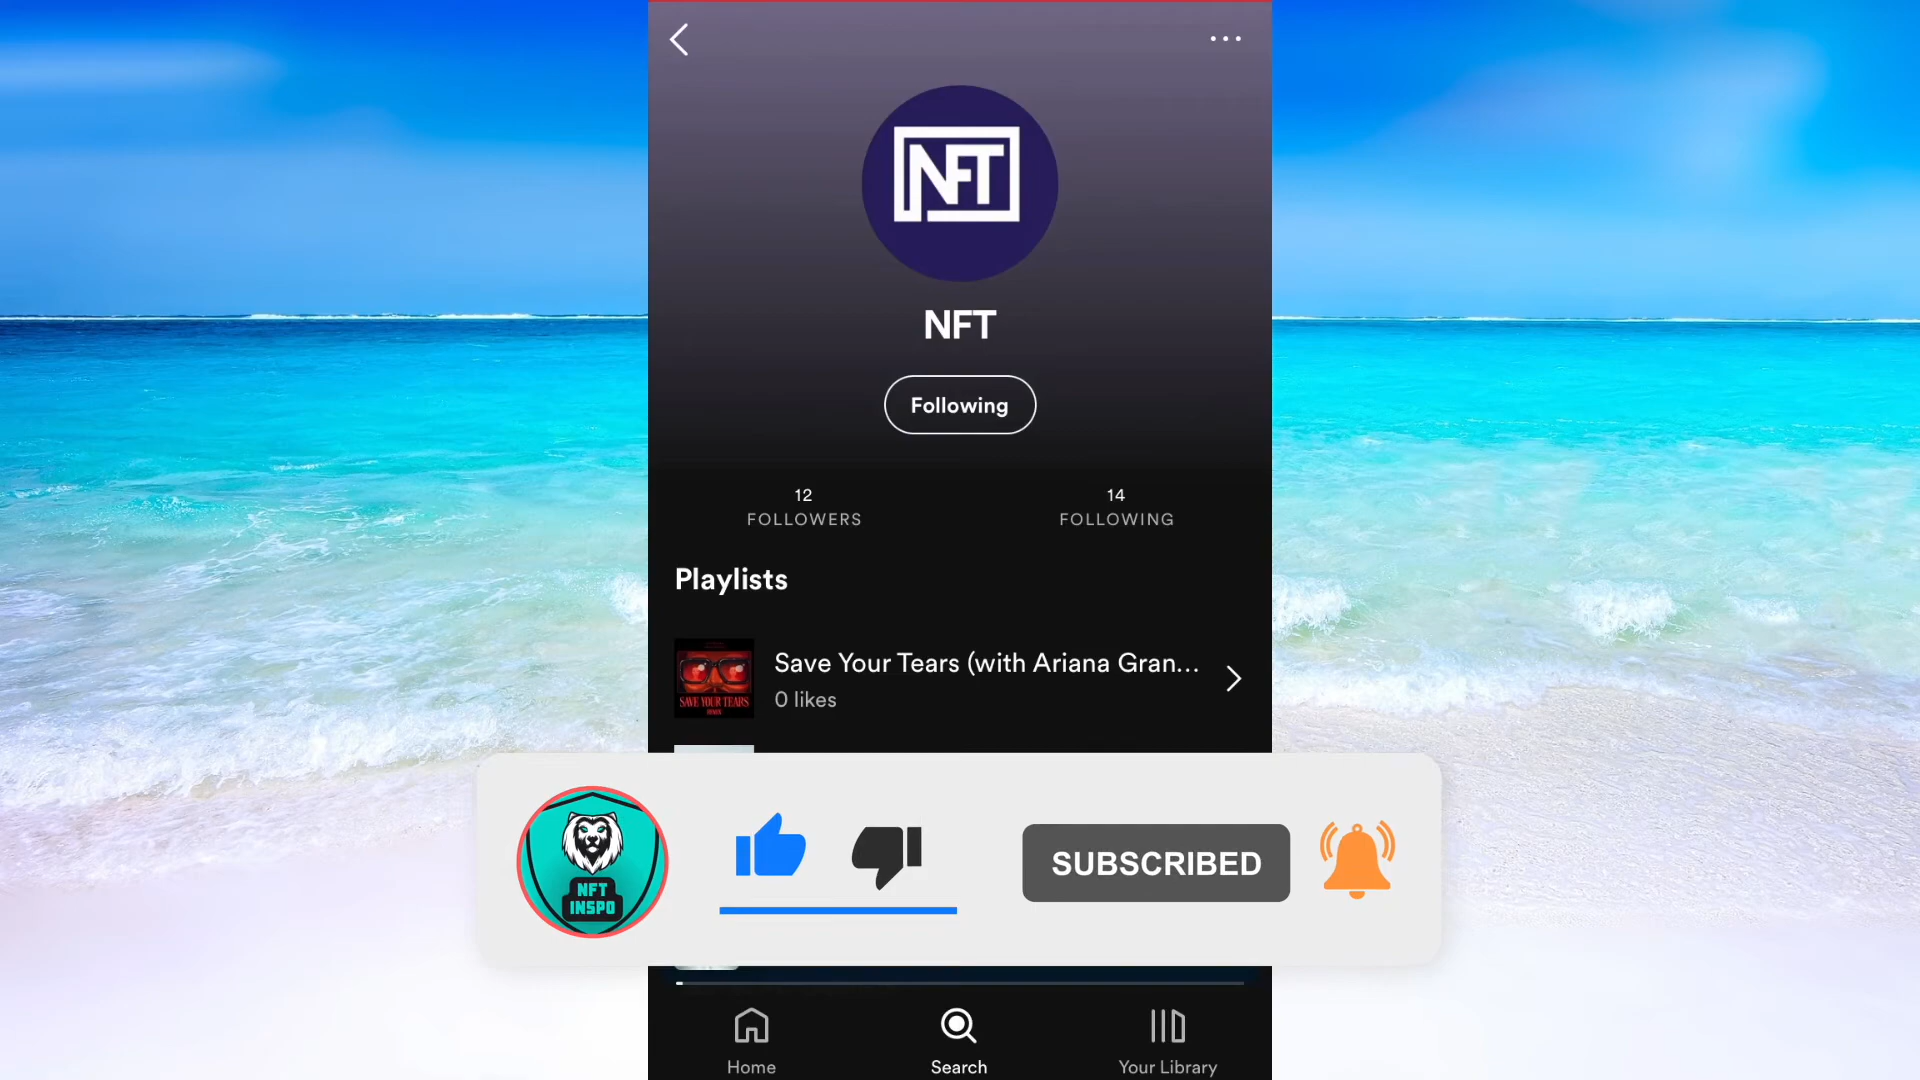 NFT
NFT
Following
12
FOLLOWERS
14
FOLLOWING
Playlists
SAVE YOUR TEARS
Save Your Tears (with Ariana Gran...
0 likes
NFT
INSPO
SUBSCRIBED
Home
Search
Your Library